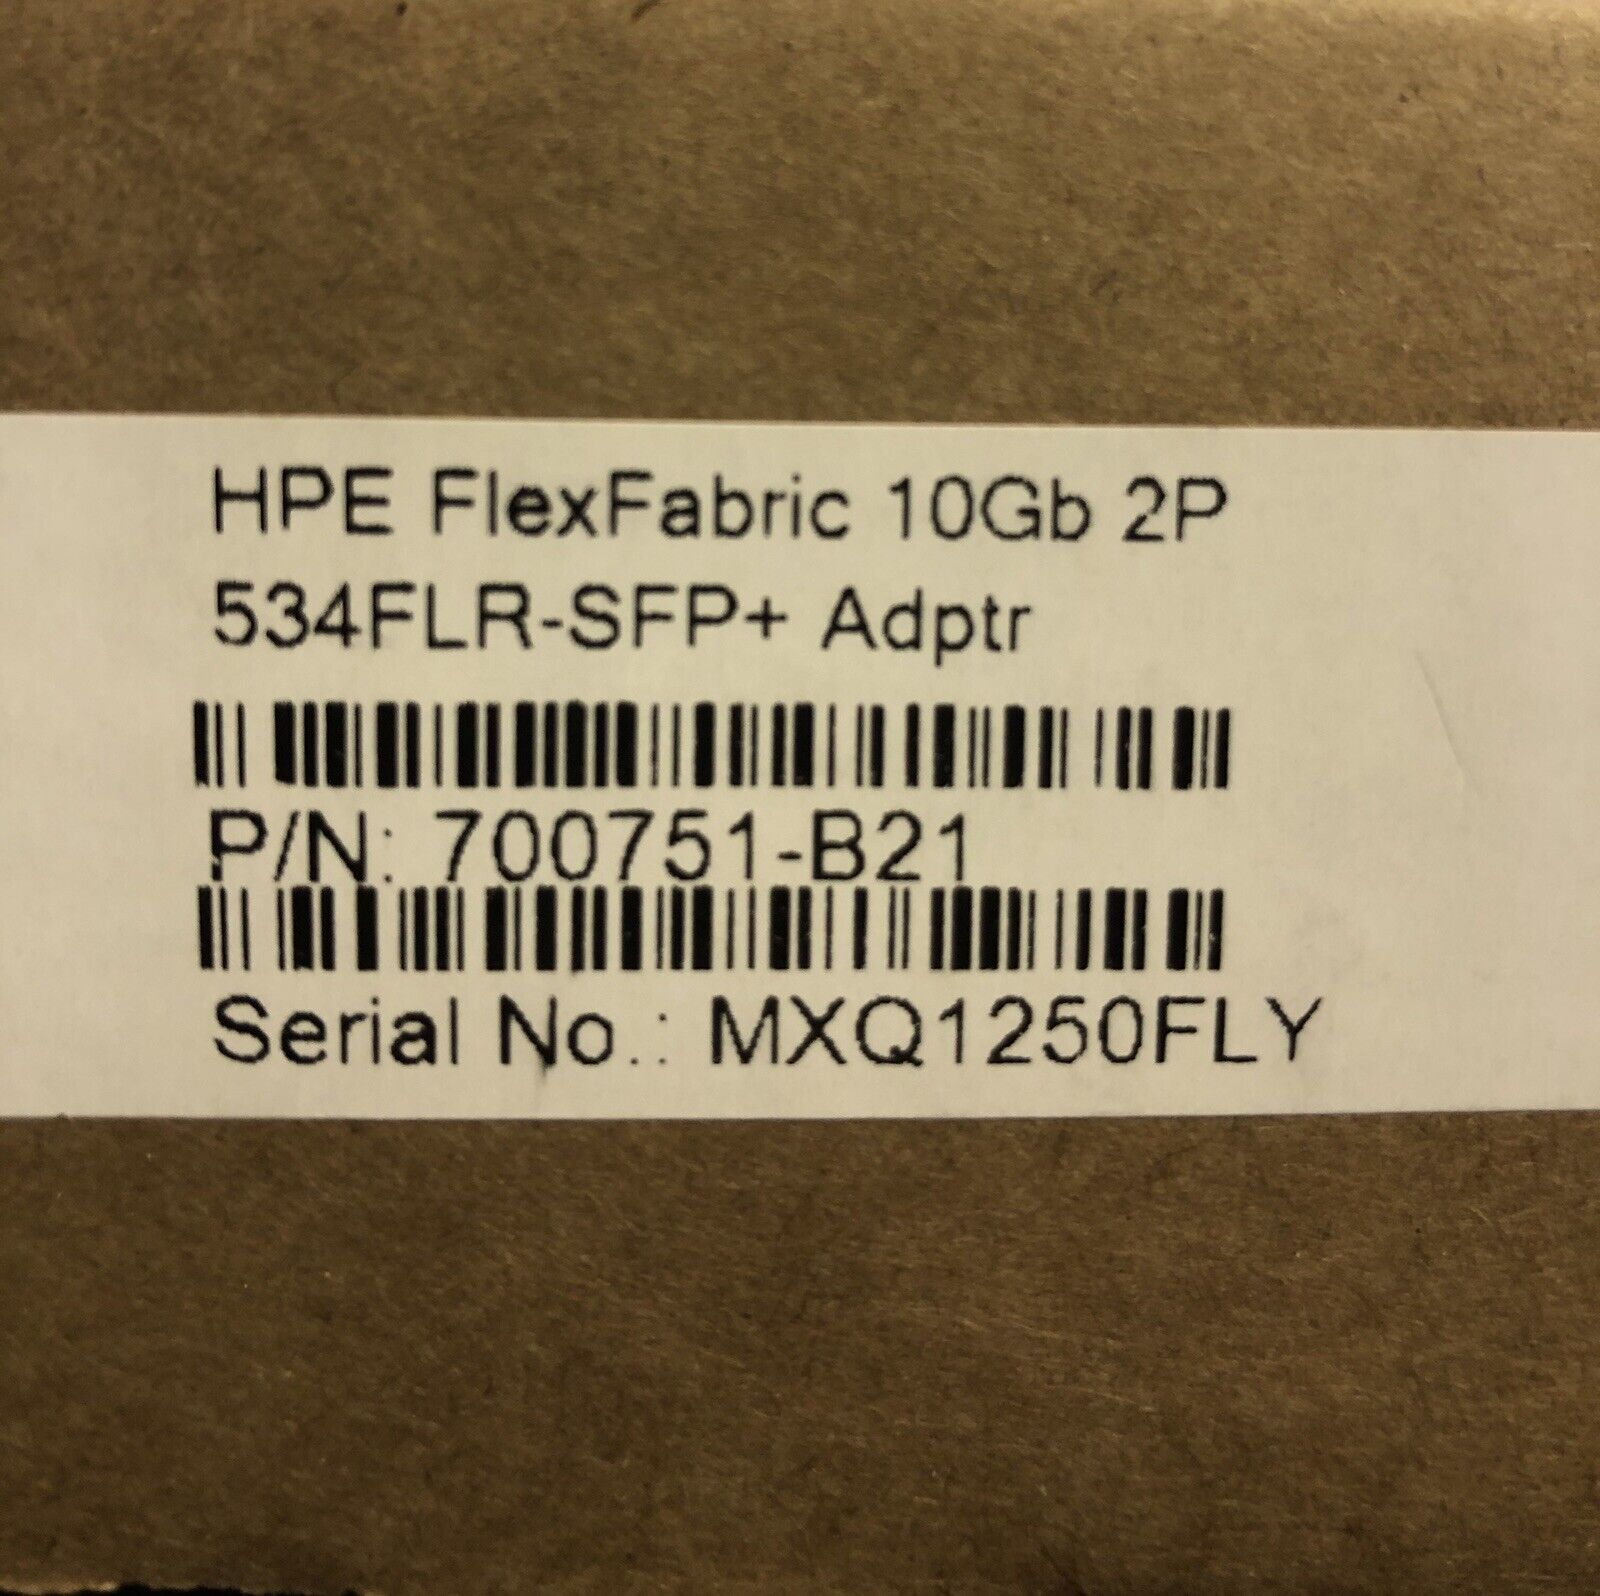 HPE FlexFabric 10Gb 2P
534FLR-SFP+ Adptr
P/N: 700751-B21
Serial No.: MXQ1250FLY